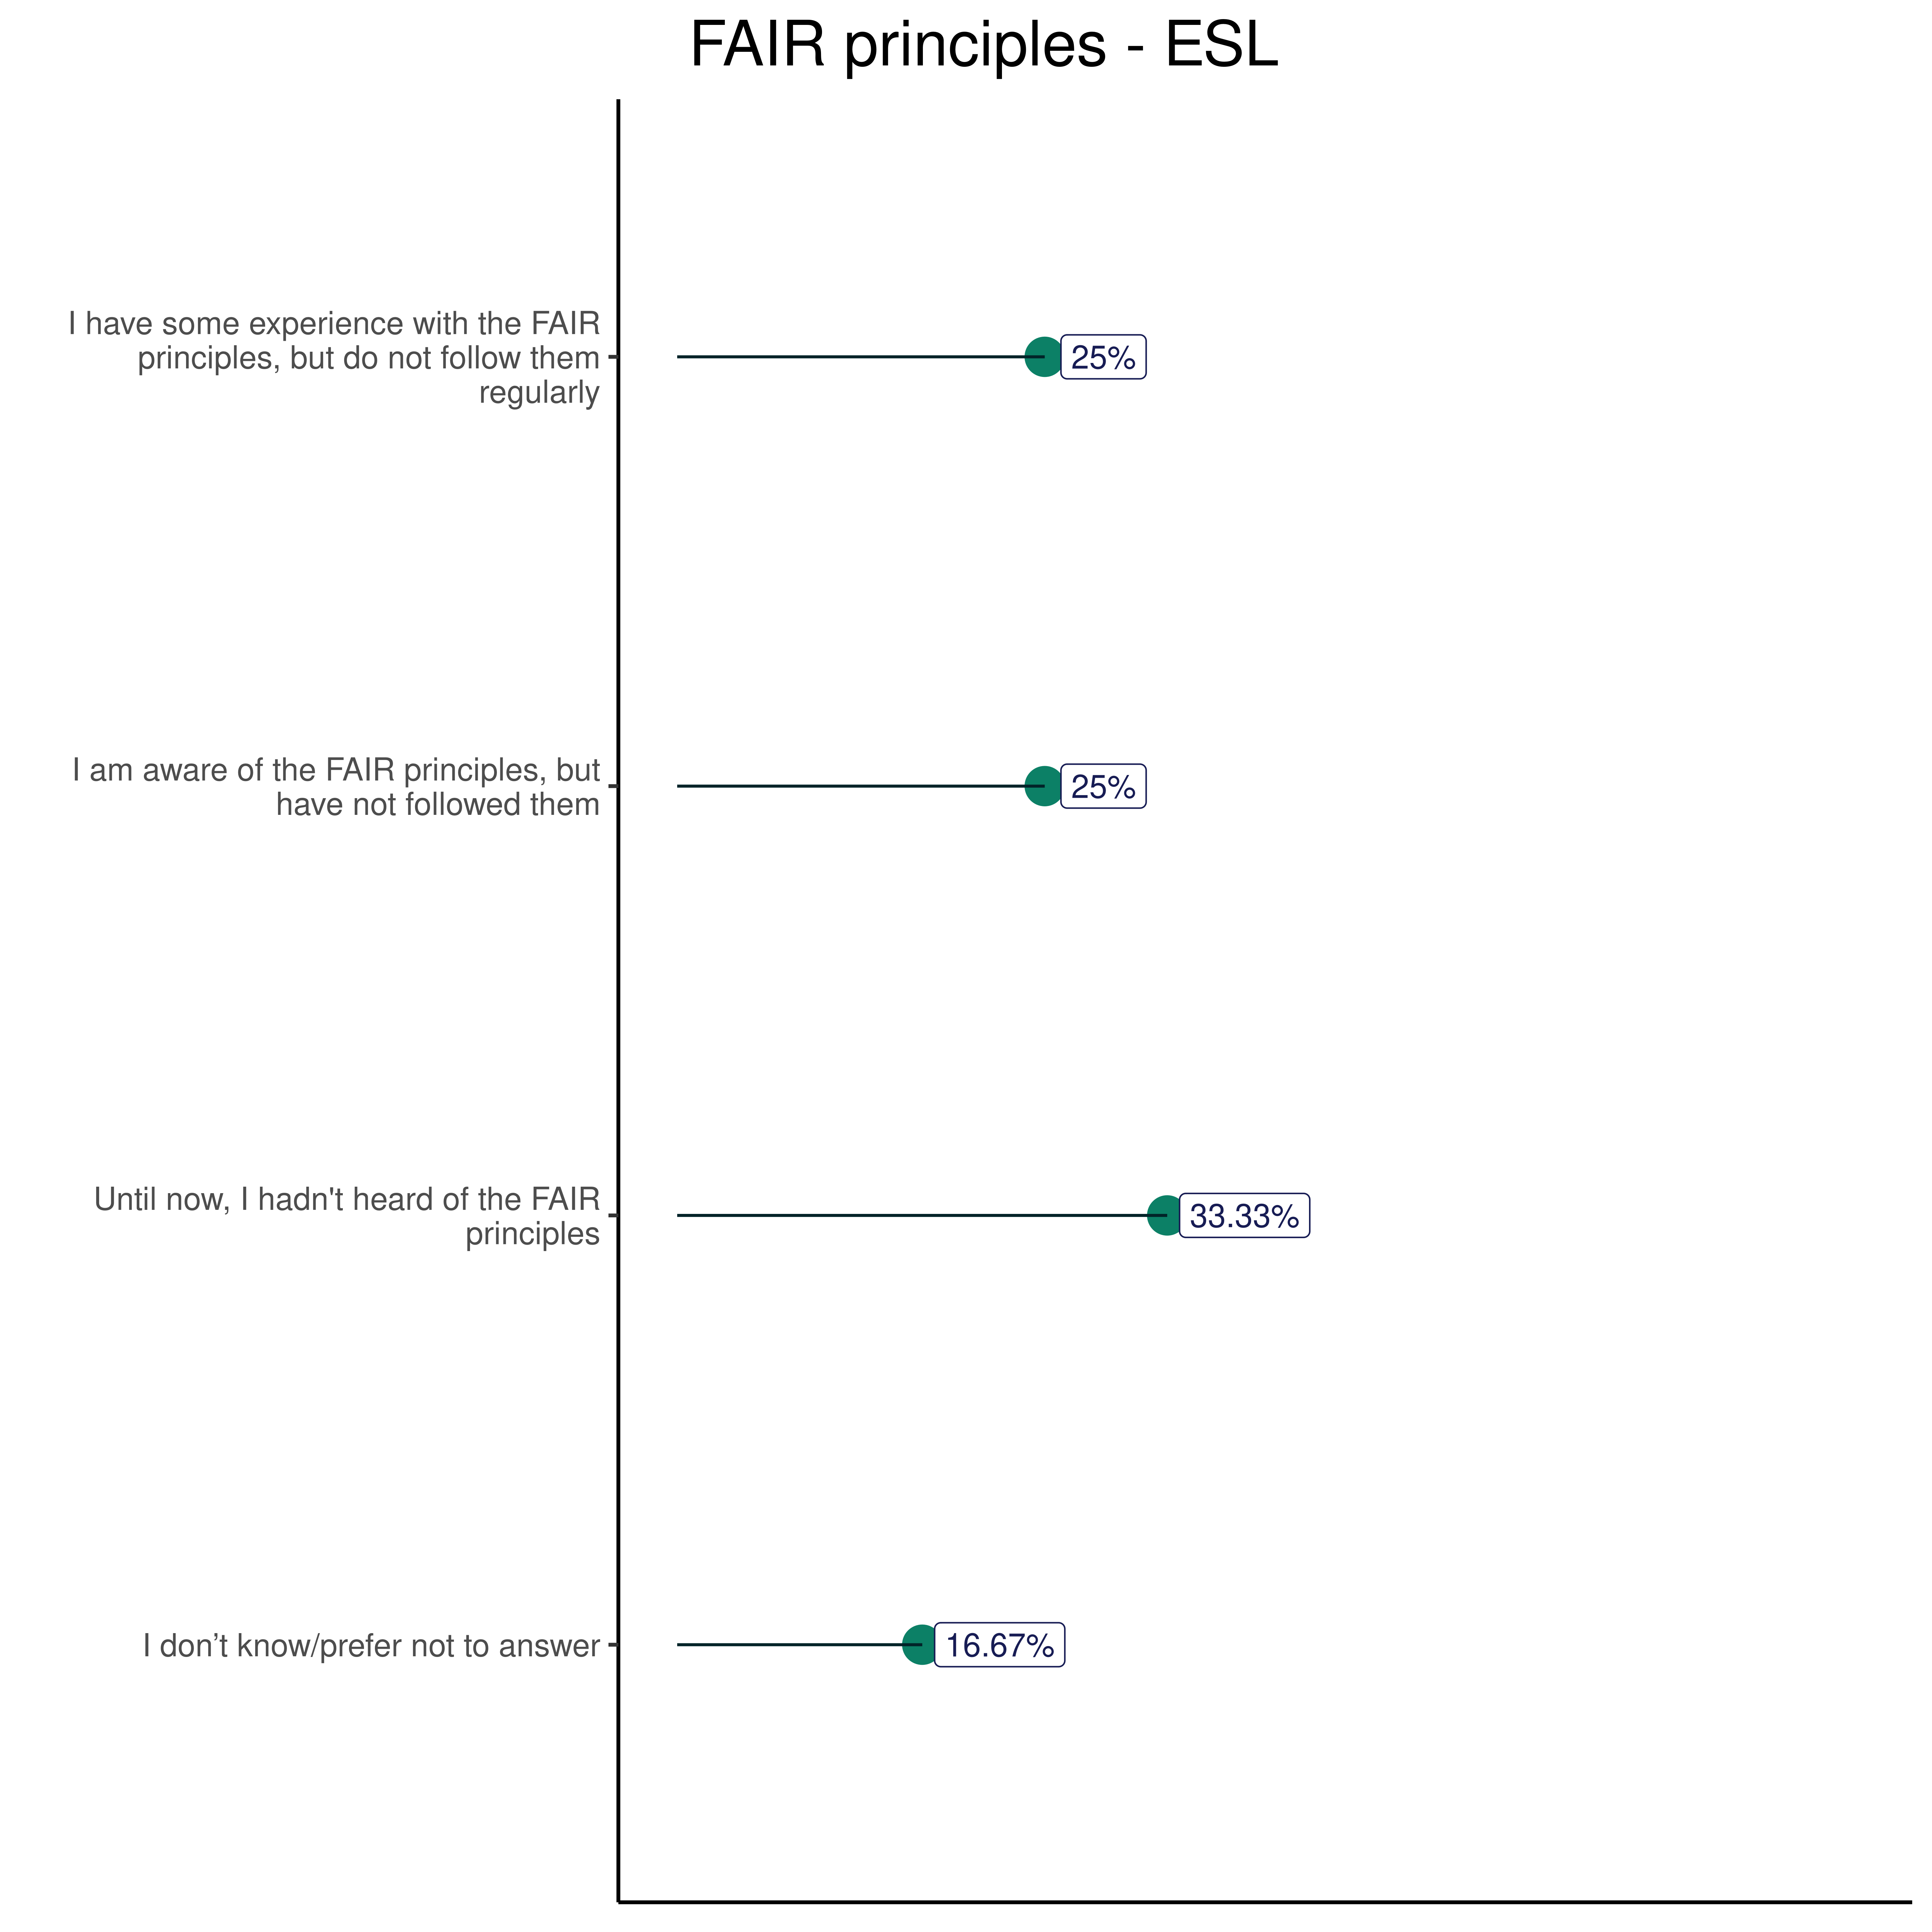 FAIR principles - ESL
I have some experience with the FAIR
principles, but do not follow them
regularly
25%
I am aware of the FAIR principles, but
have not followed them
25%
Until now, I hadn't heard of the FAIR
principles
33.33%
I don’t know/prefer not to answer
16.67%